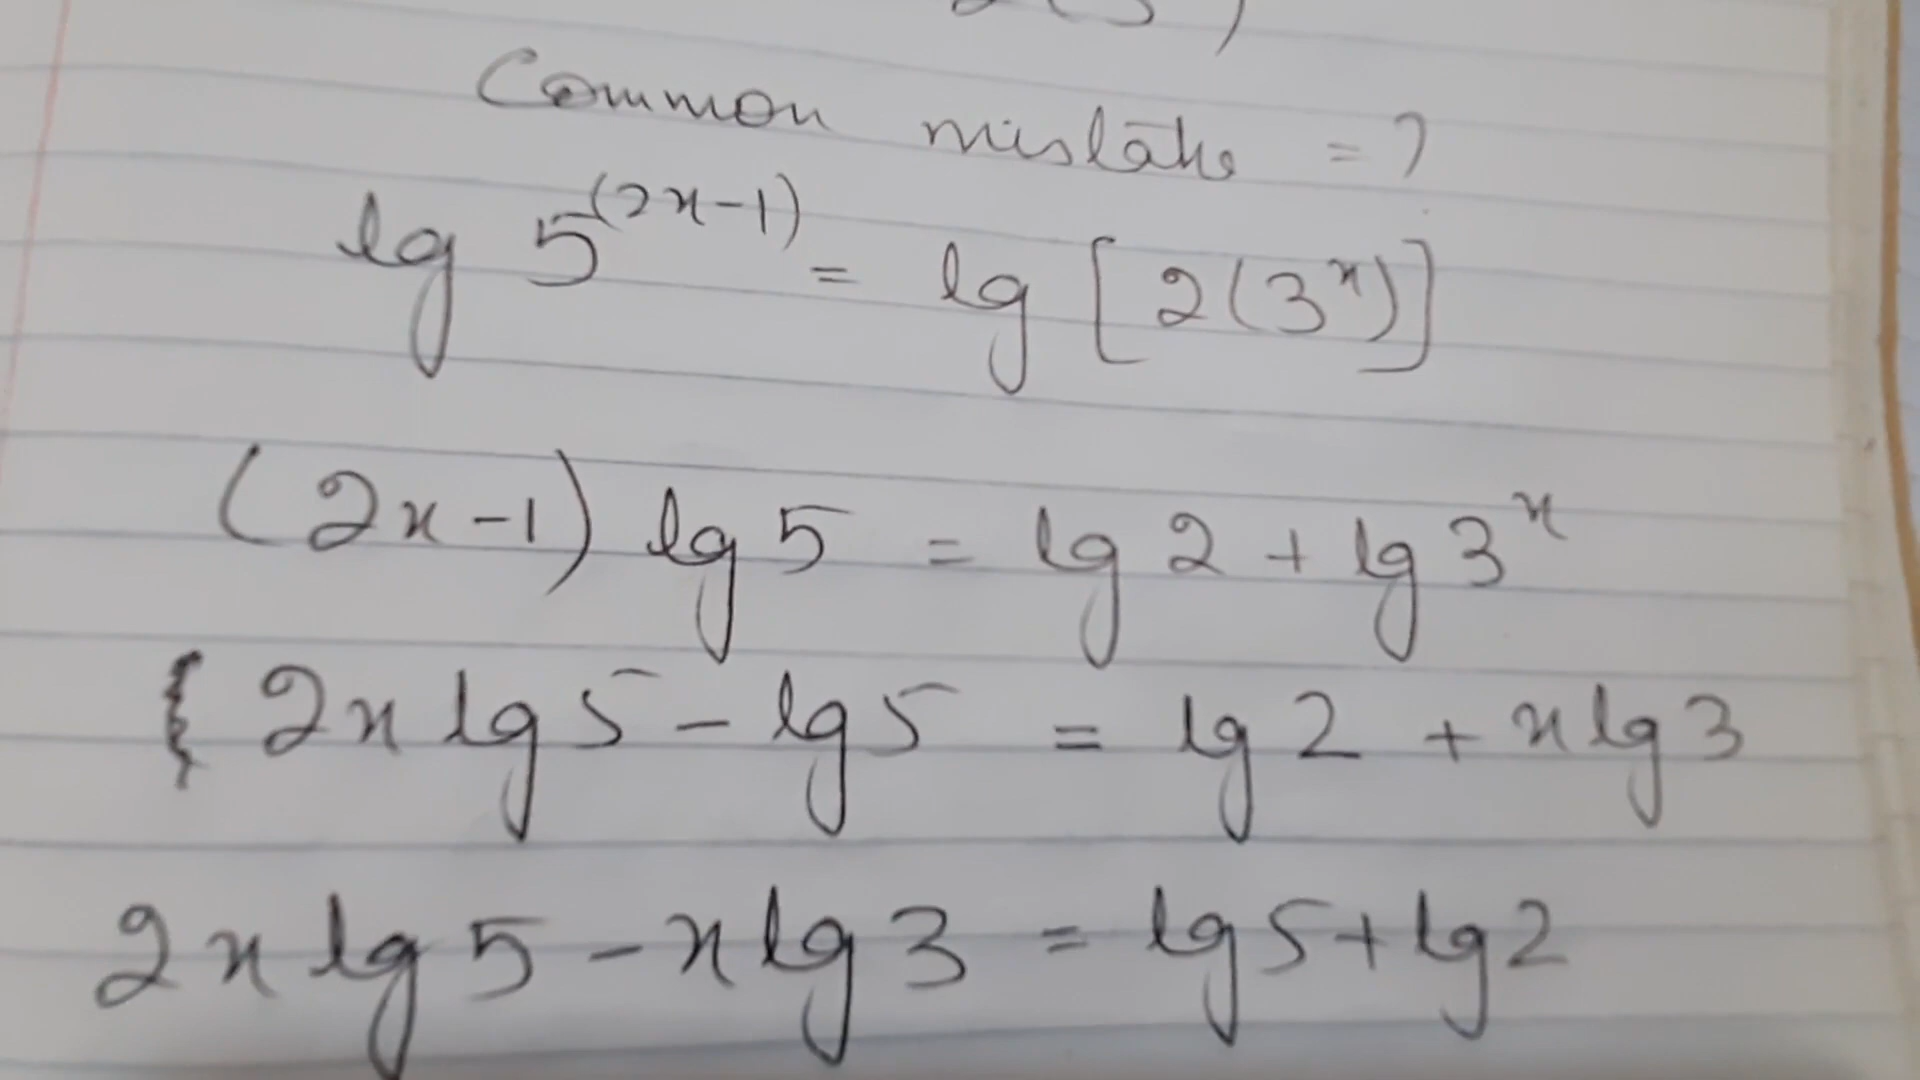 Common mistake = ?
lg 5^(2x-1) = lg [2(3^x)]
(2x-1) lg 5 = lg 2 + lg 3^x
2x lg 5 - lg 5 = lg 2 + x lg 3
2x lg 5 - x lg 3 = lg 5 + lg 2